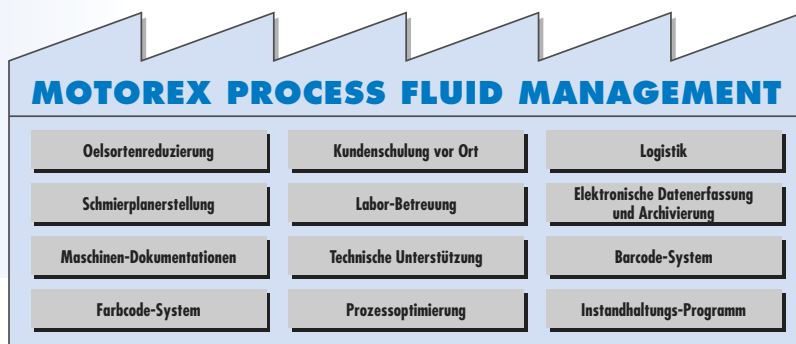 MOTOREX PROCESS FLUID MANAGEMENT
Oelsortenreduzierung
Kundenschulung vor Ort
Logistik
Schmierplanerstellung
Labor-Betreuung
Elektronische Datenerfassung
und Archivierung
Maschinen-Dokumentationen
Technische Unterstützung
Barcode-System
Farbcode-System
Prozessoptimierung
Instandhaltungs-Programm